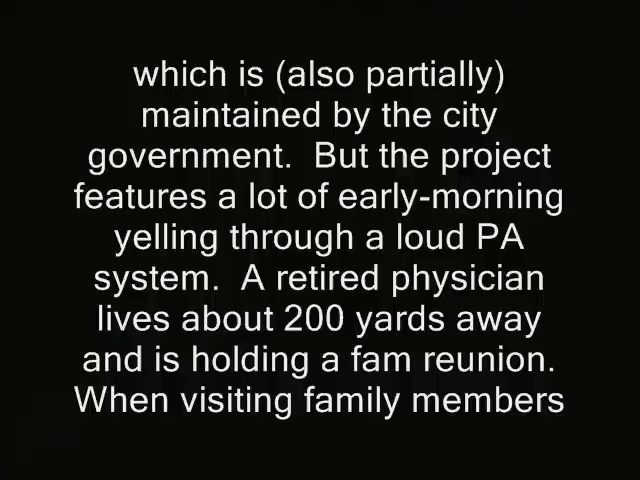 which is (also partially)
maintained by the city
government.  But the project
features a lot of early-morning
yelling through a loud PA
system.  A retired physician
lives about 200 yards away
and is holding a fam reunion.
When visiting family members